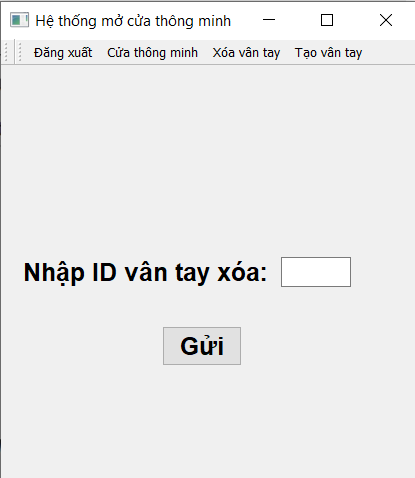 Hệ thống mở cửa thông minh
Đăng xuất Cửa thông minh Xóa vân tay Tạo vân tay
Nhập ID vân tay xóa:
Gửi